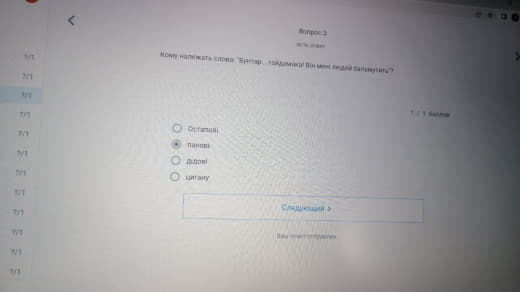 Вопрос 3
есть ответ
Кому належать слова: "Бунтар... гайдамака! Він мені людей баламутить"?
? / 1 баллов
Остапові
панові
дідові
цигану
Следующий >
Ваш ответ отправлен
?/1
?/1
?/1
?/1
?/1
?/1
?/1
?/1
?/1
?/1
?/1
?/1